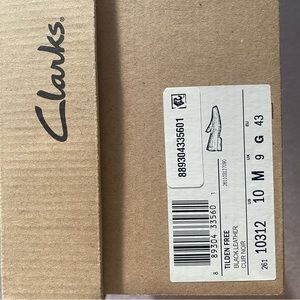 Clarks.
889304335601
8 89304 33560 1
TILDEN FREE
BLACK LEATHER,
CUIR NOIR
261 10312
US 10 M
UK 9 G
EU 43